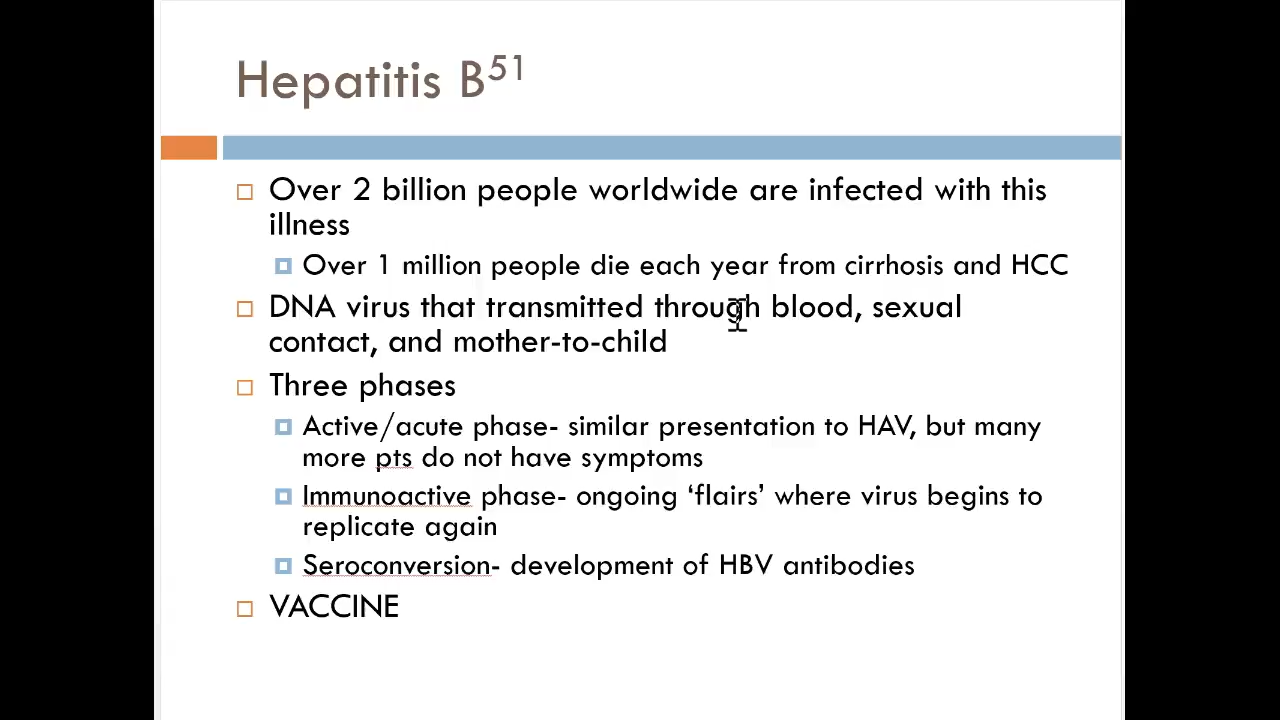 Hepatitis B51
Over 2 billion people worldwide are infected with this
illness
Over 1 million people die each year from cirrhosis and HCC
DNA virus that transmitted through blood, sexual
contact, and mother-to-child
Three phases
Active/acute phase- similar presentation to HAV, but many
more pts do not have symptoms
Immunoactive phase- ongoing ‘flairs’ where virus begins to
replicate again
Seroconversion- development of HBV antibodies
VACCINE